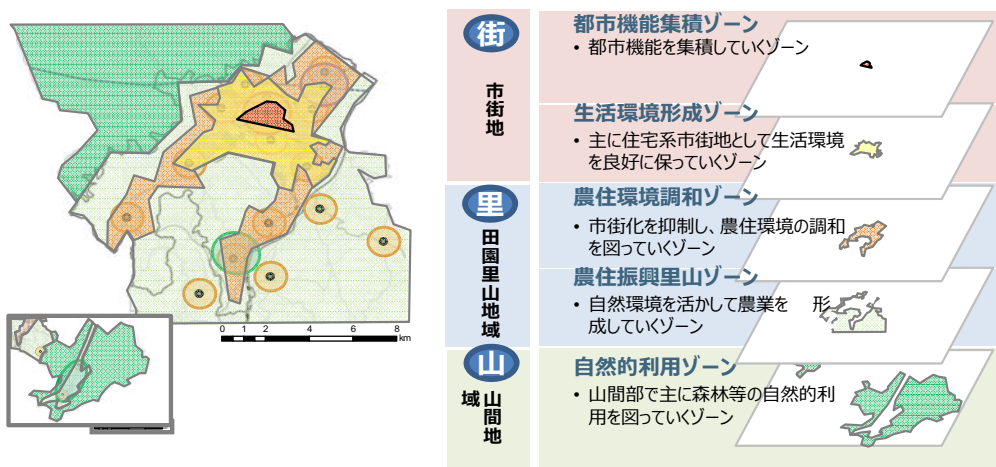 街
市街地
都市機能集積ゾーン
• 都市機能を集積していくゾーン
生活環境形成ゾーン
• 主に住宅系市街地として生活環境
を良好に保っていくゾーン
里
田園里山地域
農住環境調和ゾーン
• 市街化を抑制し、農住環境の調和
を図っていくゾーン
農住振興里山ゾーン
• 自然環境を活かして農業を 形
成していくゾーン
山
山間地
域
自然的利用ゾーン
• 山間部で主に森林等の自然的利
用を図っていくゾーン
0 1 2 4 6 8
km